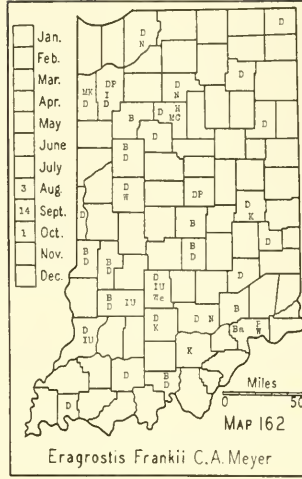 Jan.
Feb.
Mar.
Apr.
May
June
July
3 Aug.
14 Sept.
1 Oct.
Nov.
Dec.
D
N
D
MK
D
DP
I
D
D
N
D
B
D
N
MC
D
D
B
D
D
W
DP
D
B
D
K
B
D
D
B
D
B
D
D
IU
We
D
B
D
IU
D
K
D N
B
Ba
P
W
D
IU
K
D
B
D
D
Miles
0 50
MAP 162
Eragrostis Frankii C.A. Meyer